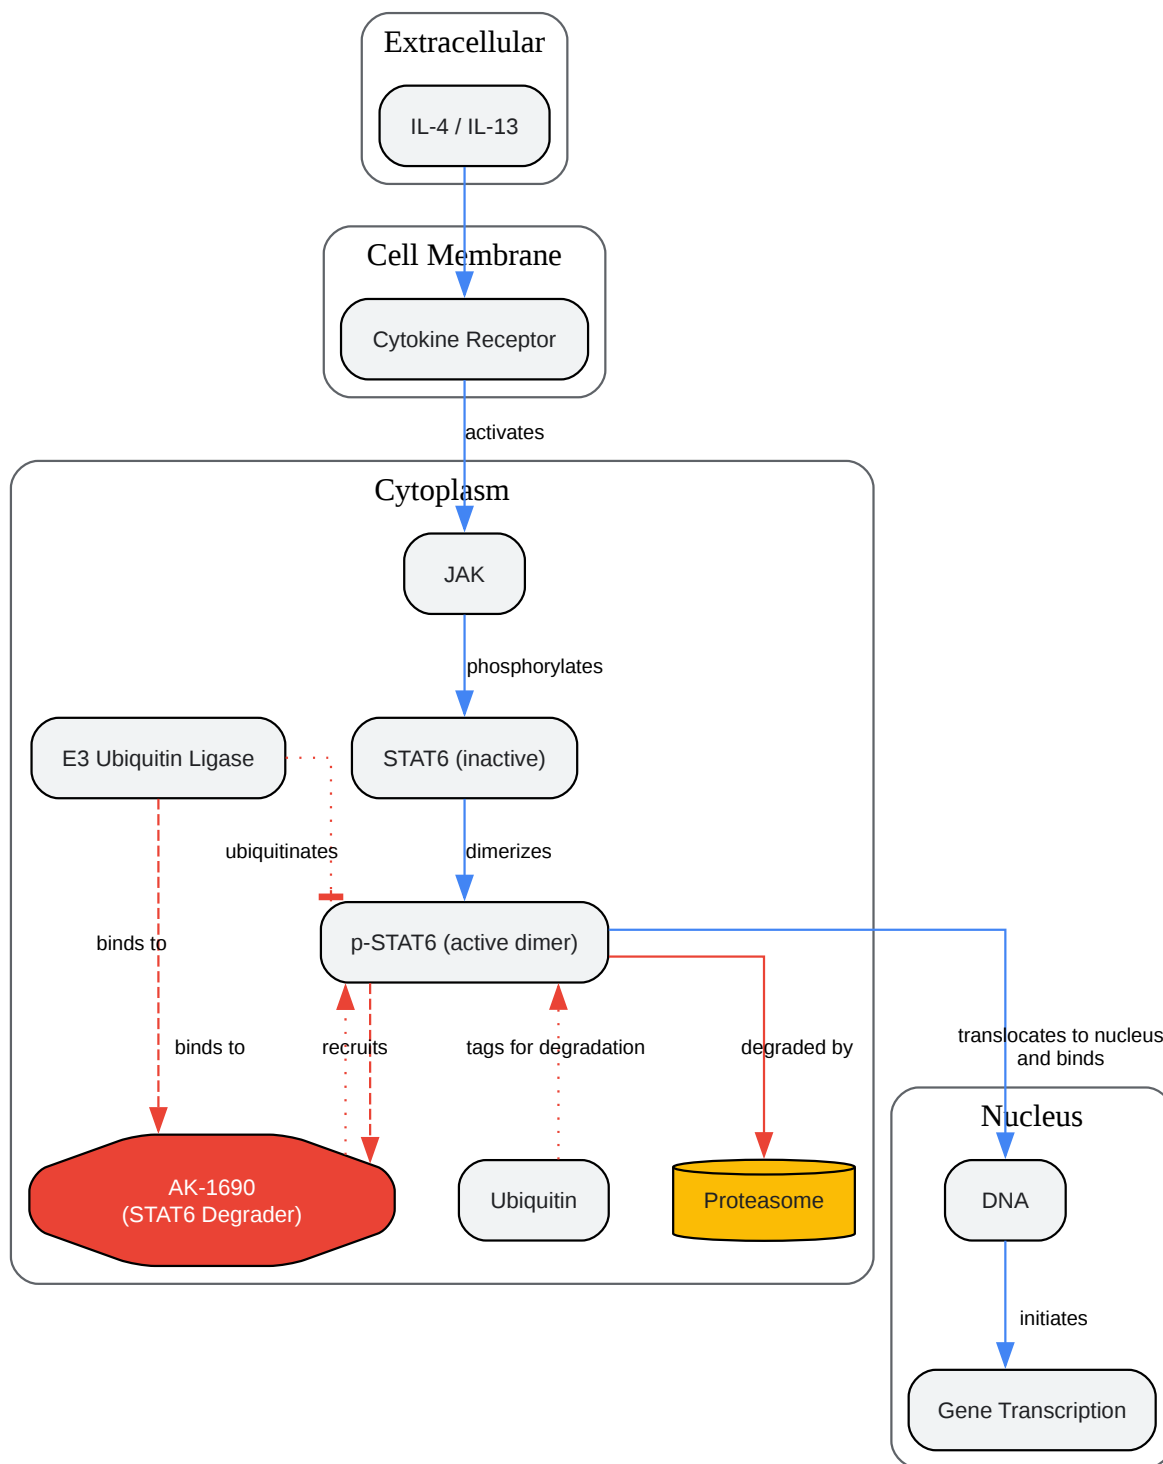 Extracellular
IL-4 / IL-13
Cell Membrane
Cytokine Receptor
activates
Cytoplasm
JAK
phosphorylates
E3 Ubiquitin Ligase
STAT6 (inactive)
ubiquitinates
dimerizes
binds to
p-STAT6 (active dimer)
binds to
recruits
tags for degradation
degraded by
translocates to nucleus
and binds
Nucleus
AK-1690
(STAT6 Degrader)
Ubiquitin
Proteasome
DNA
initiates
Gene Transcription